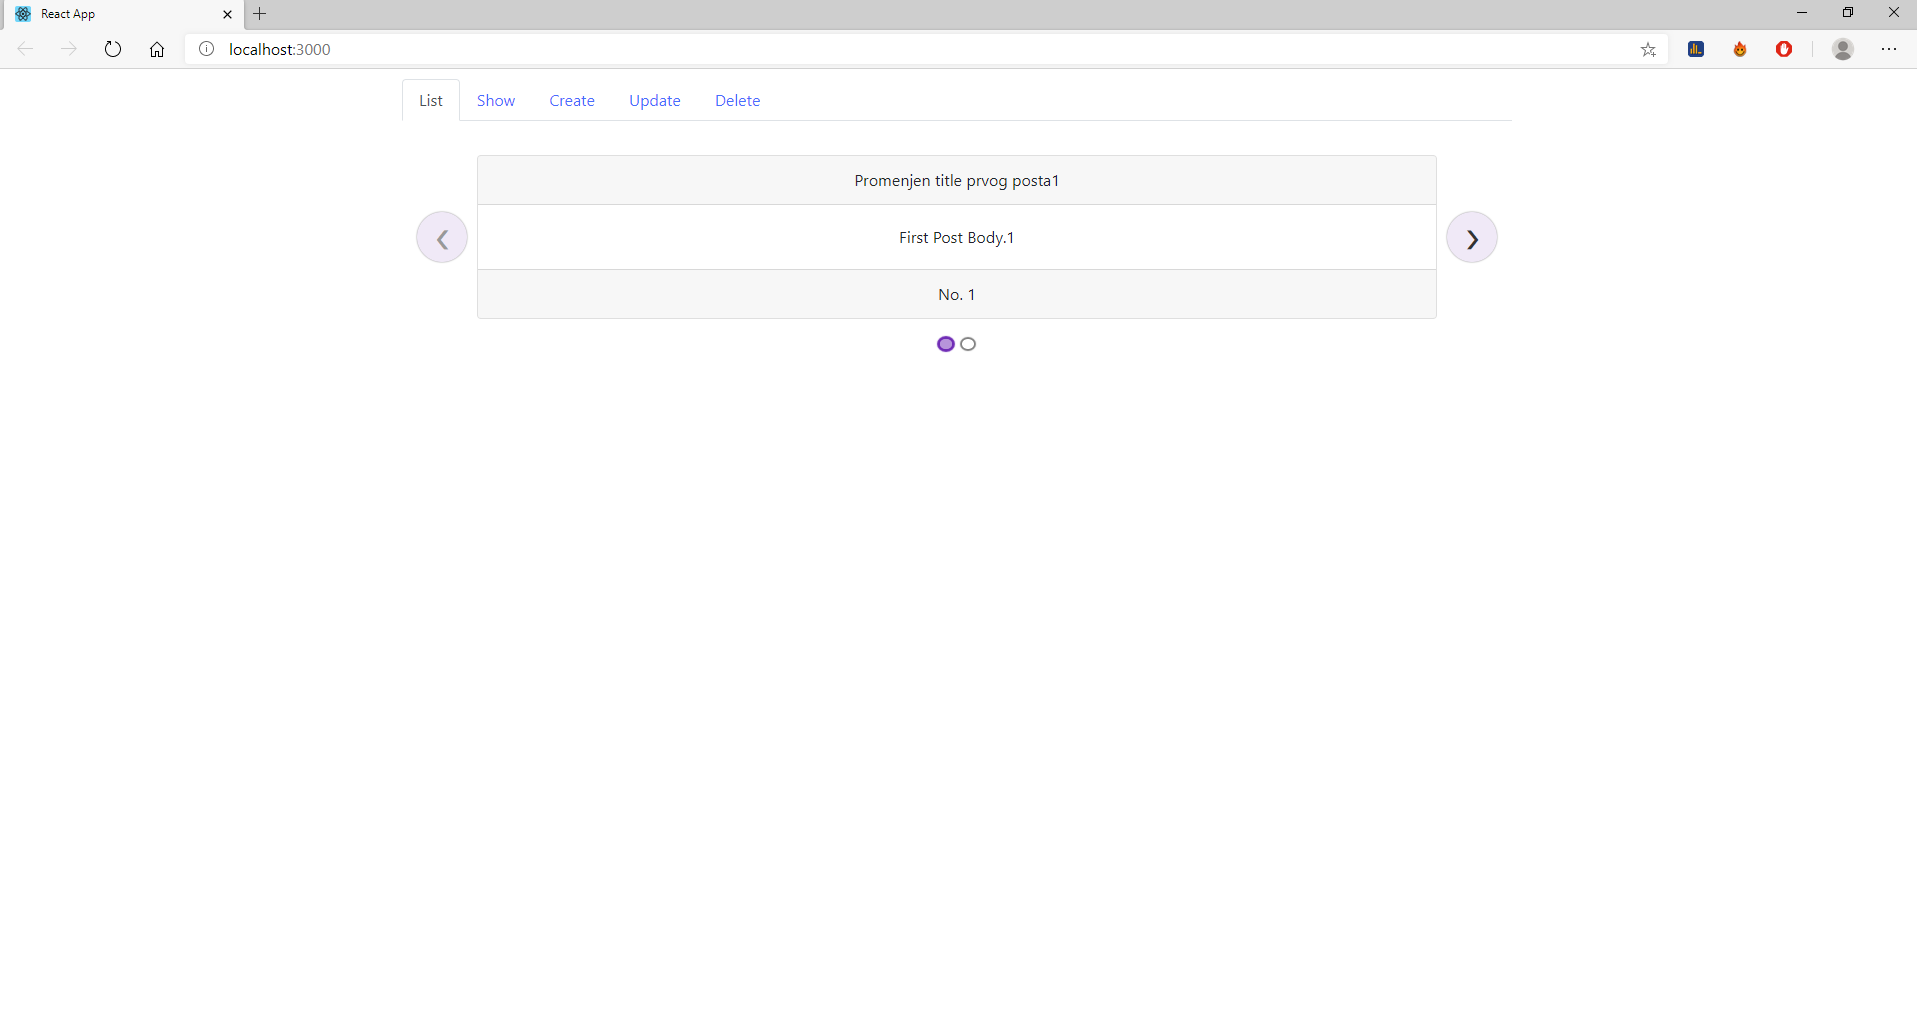 React App
localhost:3000
List Show Create Update Delete
Promenjen title prvog posta1
First Post Body.1
No. 1